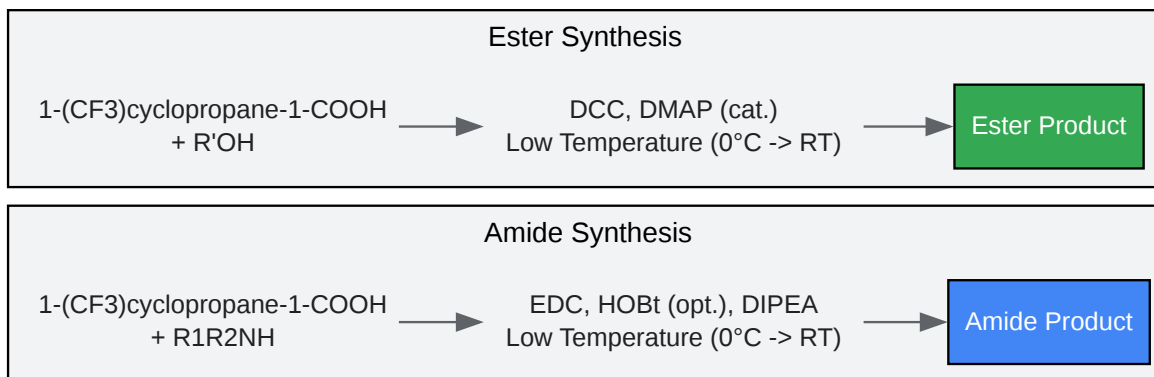 Ester Synthesis
1-(CF3)cyclopropane-1-COOH
+ R'OH
DCC, DMAP (cat.)
Low Temperature (0°C -> RT)
Ester Product
Amide Synthesis
1-(CF3)cyclopropane-1-COOH
+ R1R2NH
EDC, HOBt (opt.), DIPEA
Low Temperature (0°C -> RT)
Amide Product